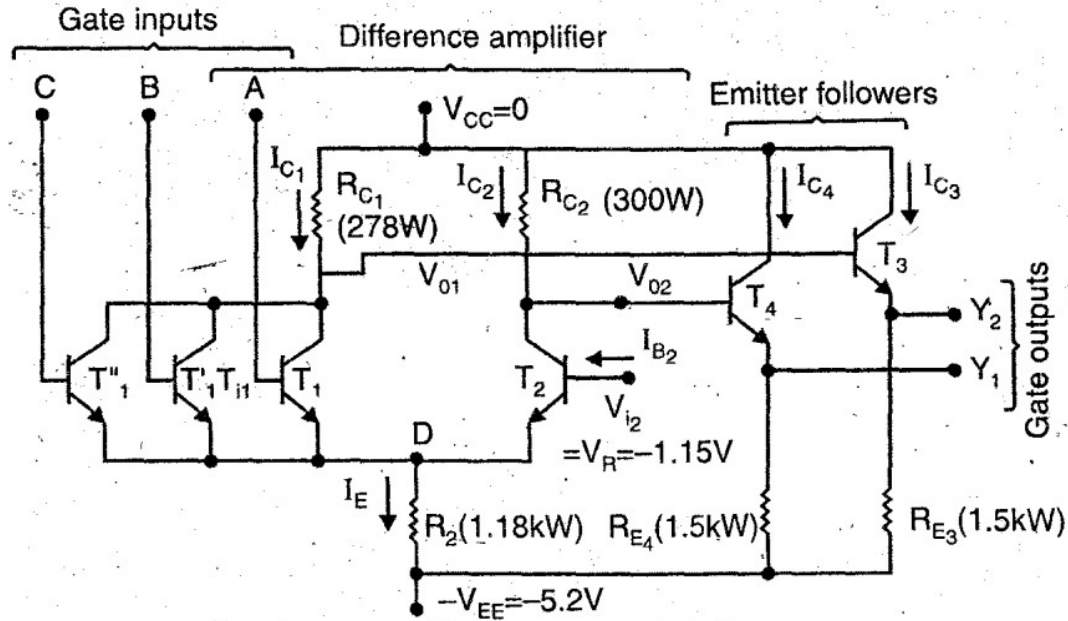 Gate inputs
Difference amplifier
C
B
A
Emitter followers
V_CC=0
I_C1
R_C1
(278W)
I_C2
R_C2 (300W)
I_C4
I_C3
V_01
V_02
T_3
T_4
T"_1
T'_1
T_i1
T_1
T_2
I_B2
V_i2
=V_R=–1.15V
Y_2
Y_1
Gate outputs
D
I_E
R_2(1.18kW)
R_E4(1.5kW)
R_E3(1.5kW)
–V_EE=–5.2V